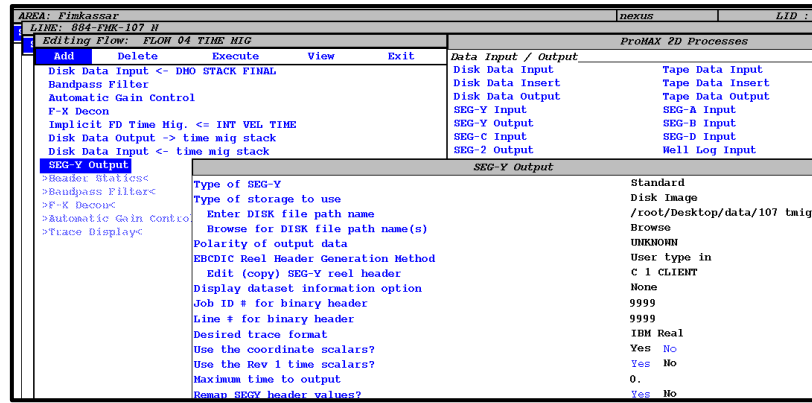 AREA: Fimkassar nexus LID :
LINE: 884-FMK-107 N
Editing Flow: FLOW 04 TIME MIG ProMAX 2D Processes
Add Delete Execute View Exit Data Input / Output
Disk Data Input <- DMO STACK FINAL Disk Data Input Tape Data Input
Bandpass Filter Disk Data Insert Tape Data Insert
Automatic Gain Control Disk Data Output Tape Data Output
F-X Decon SEG-Y Input SEG-A Input
Implicit FD Time Mig. <= INT VEL TIME SEG-Y Output SEG-B Input
Disk Data Output -> time mig stack SEG-C Input SEG-D Input
Disk Data Input <- time mig stack SEG-2 Output Well Log Input
SEG-Y Output SEG-Y Output
>Header Statics<
>Bandpass Filter<
>F-X Decon<
>Automatic Gain Contro
>Trace Display<
Type of SEG-Y Standard
Type of storage to use Disk Image
Enter DISK file path name /root/Desktop/data/107 tmig
Browse for DISK file path name(s) Browse
Polarity of output data UNKNOWN
EBCDIC Reel Header Generation Method User type in
Edit (copy) SEG-Y reel header C 1 CLIENT
Display dataset information option None
Job ID # for binary header 9999
Line # for binary header 9999
Desired trace format IBM Real
Use the coordinate scalars? Yes No
Use the Rev 1 time scalars? Yes No
Maximum time to output 0.
Remap SEGY header values? Yes No